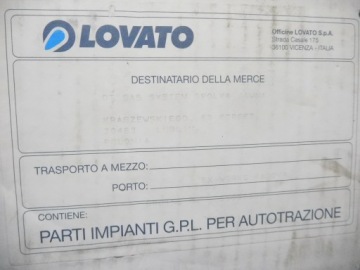 LOVATO
Officine LOVATO S.p.A.
Strada Casale 175
36100 VICENZA - ITALIA
DESTINATARIO DELLA MERCE
TRASPORTO A MEZZO:
PORTO:
CONTIENE:
PARTI IMPIANTI G.P.L. PER AUTOTRAZIONE